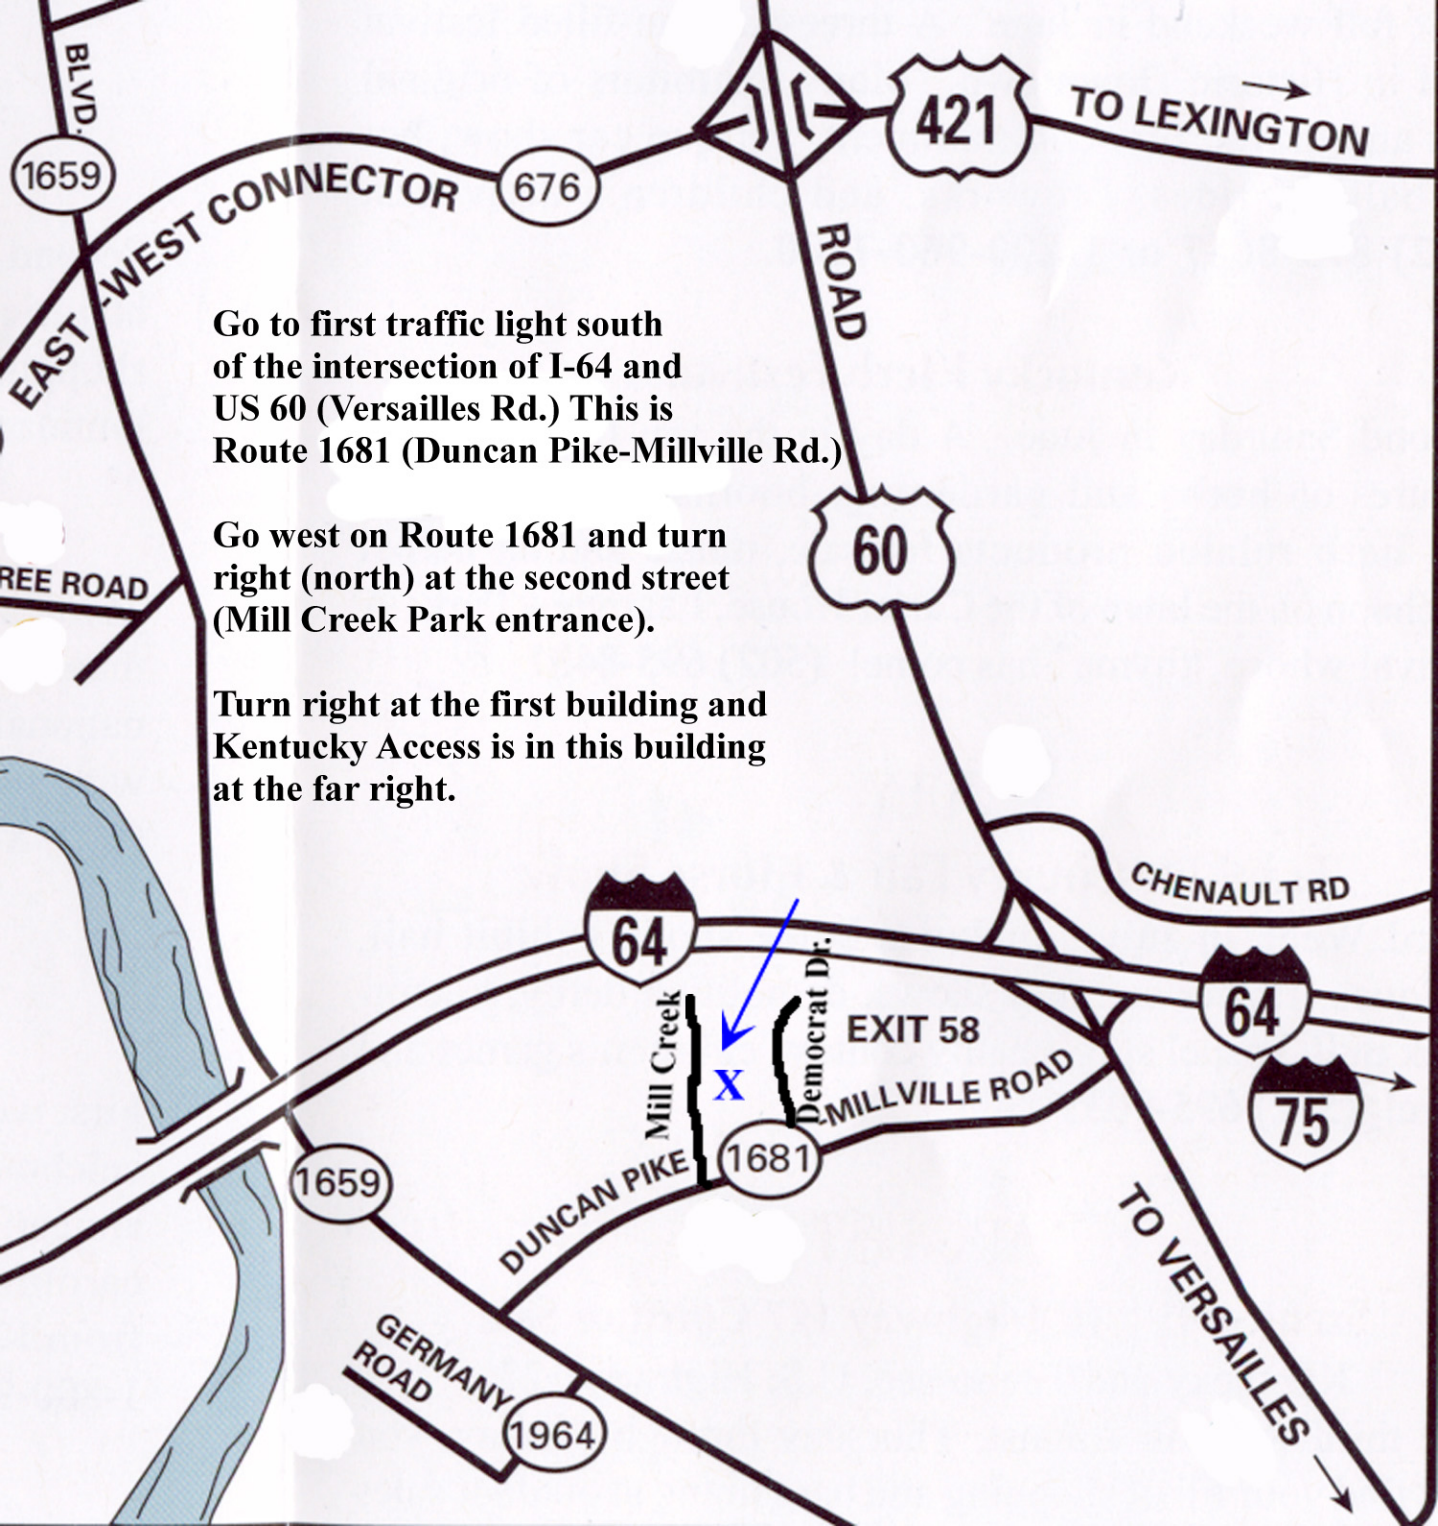 BLVD.
1659
EAST-WEST CONNECTOR
676
421
TO LEXINGTON
ROAD
Go to first traffic light south
of the intersection of I-64 and
US 60 (Versailles Rd.) This is
Route 1681 (Duncan Pike-Millville Rd.)
Go west on Route 1681 and turn
right (north) at the second street
(Mill Creek Park entrance).
Turn right at the first building and
Kentucky Access is in this building
at the far right.
60
REE ROAD
CHENAULT RD
64
64
75
Mill Creek
X
Democrat Dr.
EXIT 58
DUNCAN PIKE
1681
-MILLVILLE ROAD
1659
GERMANY
ROAD
1964
TO VERSAILLES